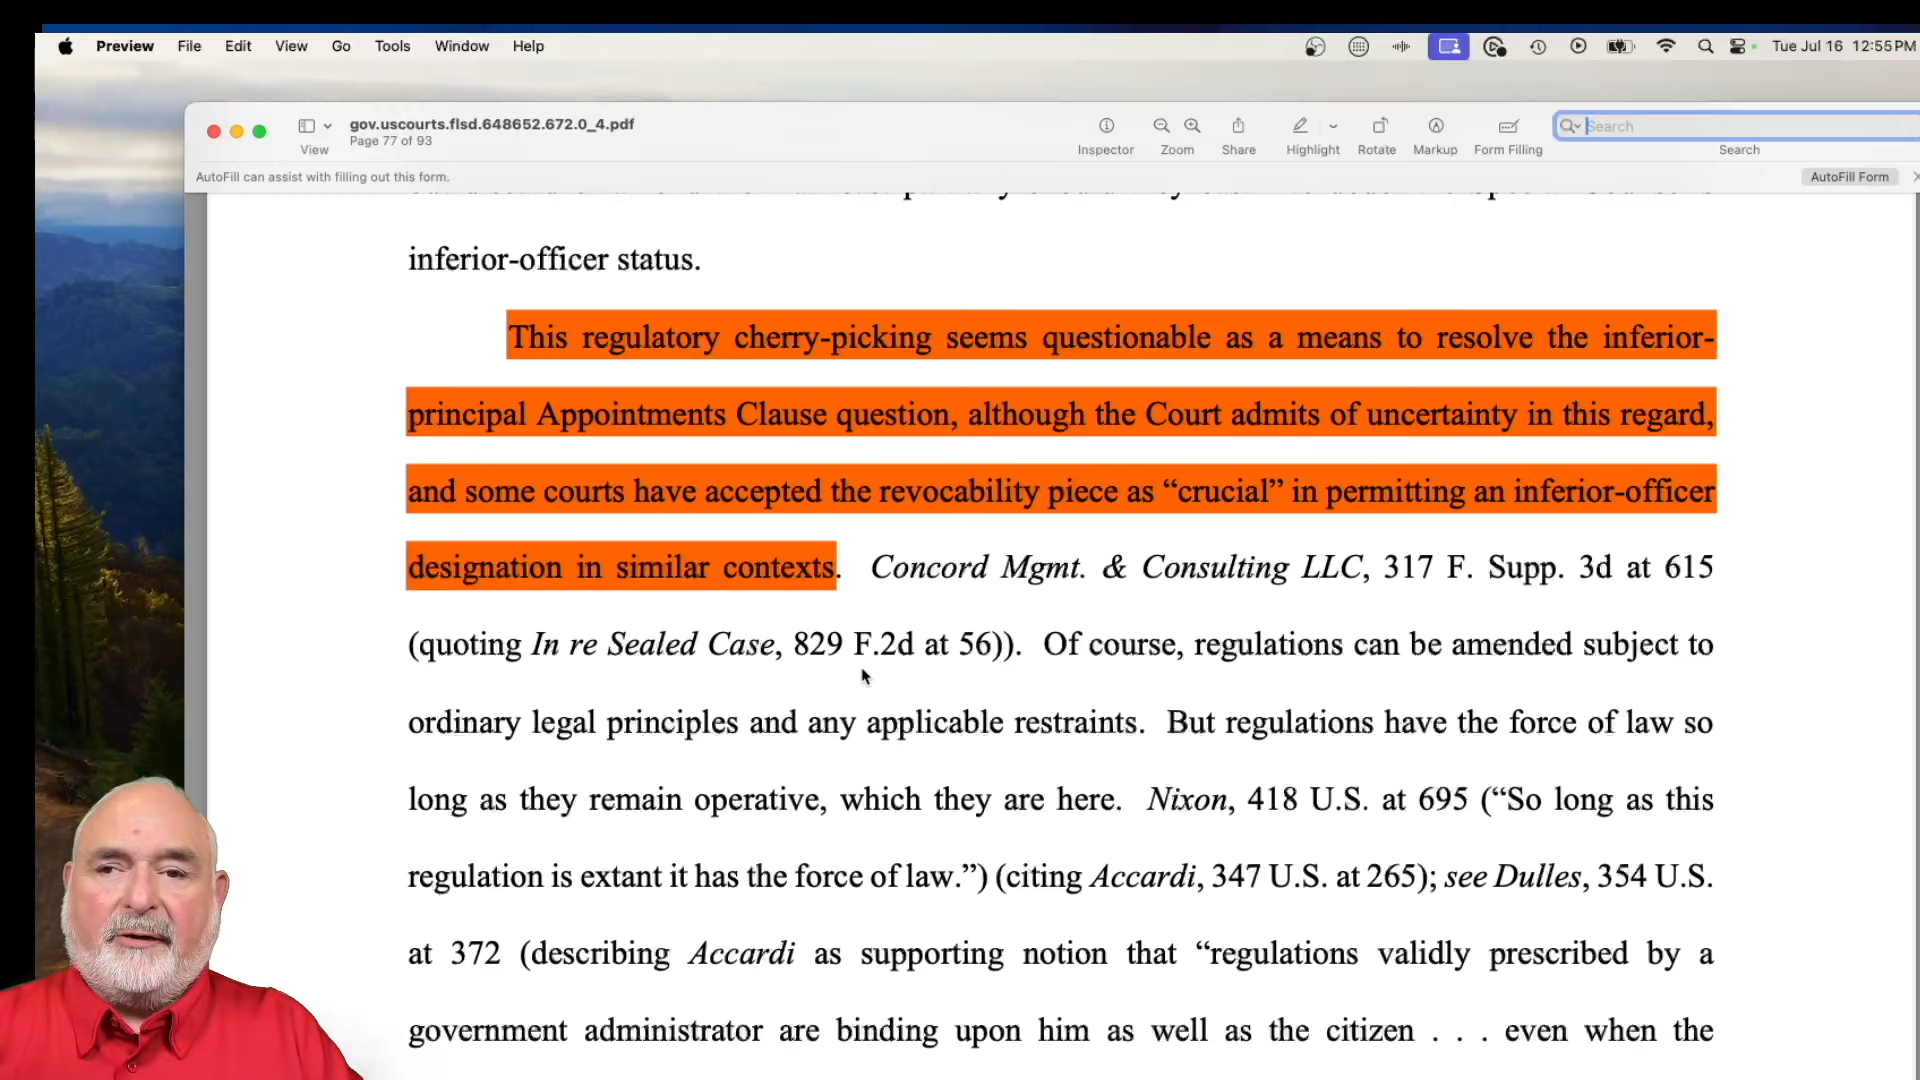 Preview File Edit View Go Tools Window Help Tue Jul 16 12:55 PM
gov.uscourts.flsd.648652.672.0_4.pdf
Page 77 of 93
View Inspector Zoom Share Highlight Rotate Markup Form Filling Search
Search
AutoFill can assist with filling out this form. AutoFill Form
inferior-officer status.
This regulatory cherry-picking seems questionable as a means to resolve the inferior-
principal Appointments Clause question, although the Court admits of uncertainty in this regard,
and some courts have accepted the revocability piece as “crucial” in permitting an inferior-officer
designation in similar contexts. Concord Mgmt. & Consulting LLC, 317 F. Supp. 3d at 615
(quoting In re Sealed Case, 829 F.2d at 56)). Of course, regulations can be amended subject to
ordinary legal principles and any applicable restraints. But regulations have the force of law so
long as they remain operative, which they are here. Nixon, 418 U.S. at 695 (“So long as this
regulation is extant it has the force of law.”) (citing Accardi, 347 U.S. at 265); see Dulles, 354 U.S.
at 372 (describing Accardi as supporting notion that “regulations validly prescribed by a
government administrator are binding upon him as well as the citizen . . . even when the